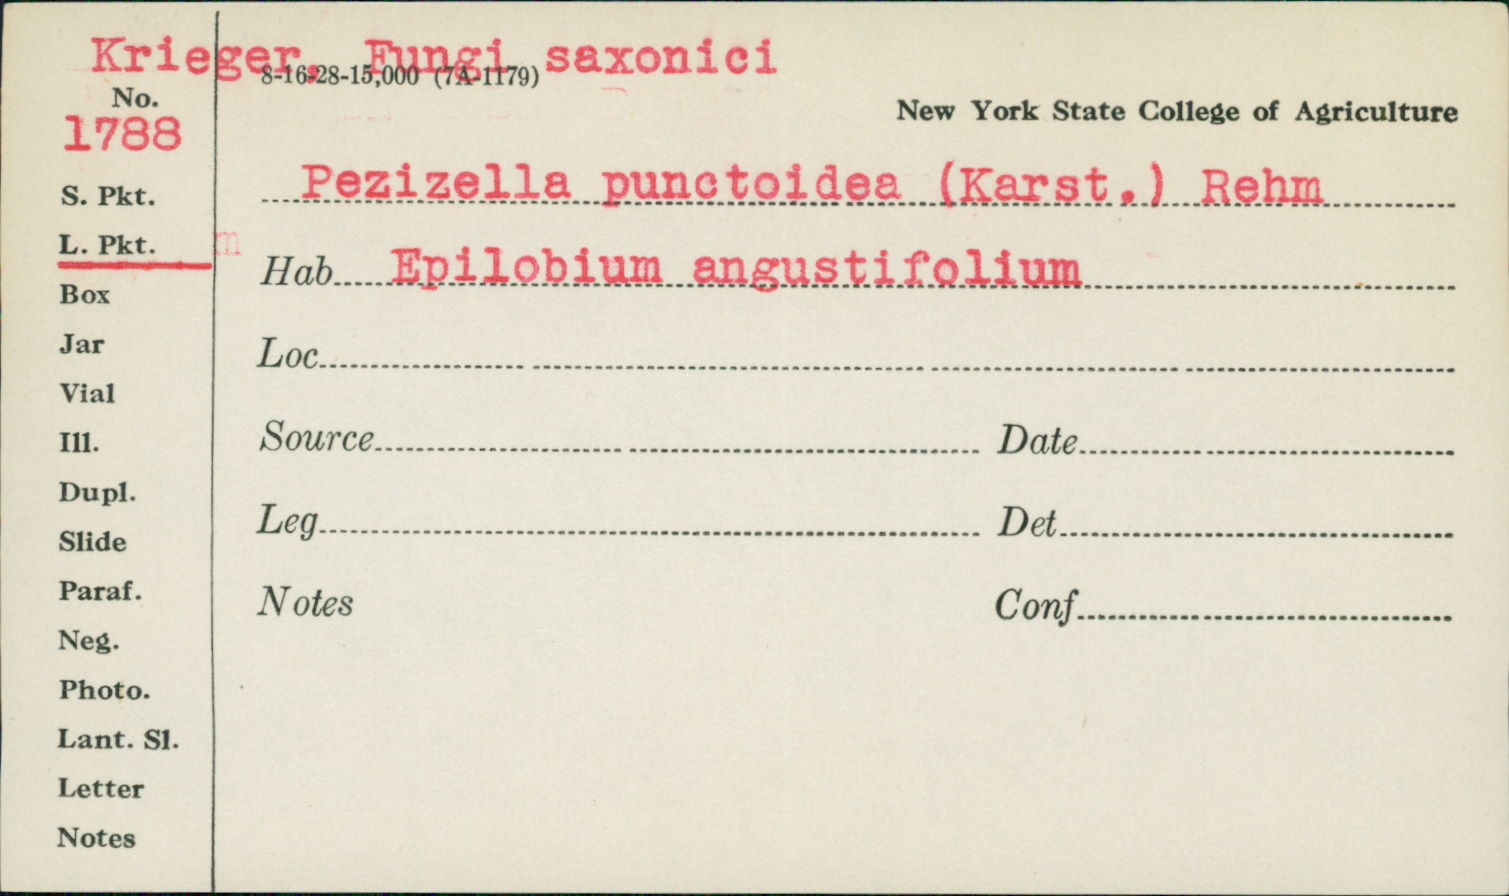 Krieger, Fungi saxonici
8-16-28-15,000 (7A-1179)
No.
New York State College of Agriculture
1788
Pezizella punctoidea (Karst.) Rehm
S. Pkt.
L. Pkt. m
Hab. Epilobium angustifolium
Box
Jar
Loc.
Vial
Ill.
Source Date
Dupl.
Leg. Det.
Slide
Paraf.
Notes Conf.
Neg.
Photo.
Lant. Sl.
Letter
Notes